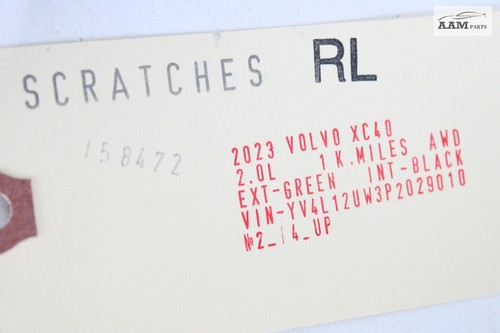 AAM PARTS
SCRATCHES RL
158472
2023 VOLVO XC40
2.0L 1 K.MILES AWD
EXT-GREEN INT-BLACK
VIN-YV4L12UW3P2029010
№2_14_UP